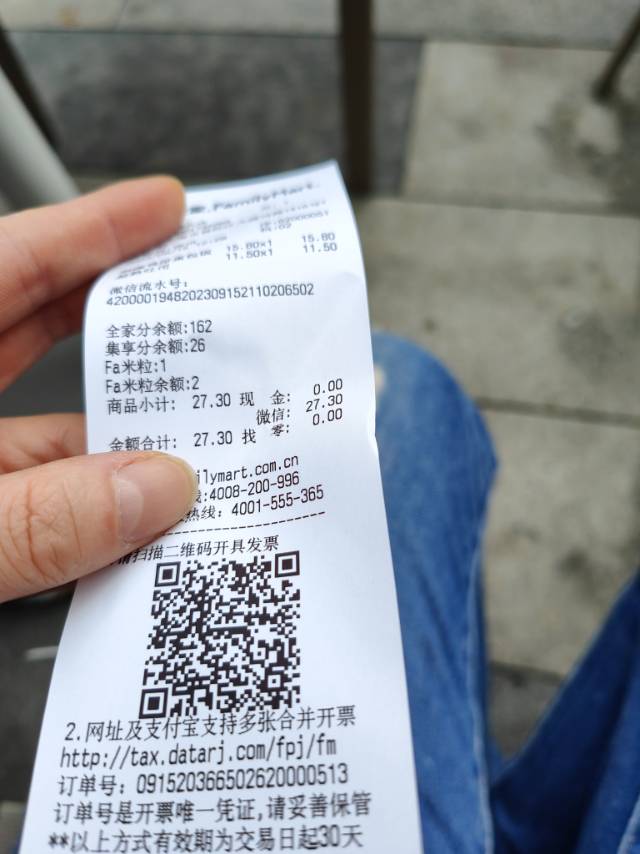 FamilyMart.
15.80x1 15.80
11.50x1 11.50
微信流水号:
4200001948202309152110206502
全家分余额:162
集享分余额:26
Fa米粒:1
Fa米粒余额:2
商品小计: 27.30 现 金: 0.00
微信: 27.30
金额合计: 27.30 找 零: 0.00
ilymart.com.cn
:4008-200-996
热线: 4001-555-365
请扫描二维码开具发票
2.网址及支付宝支持多张合并开票
http://tax.datarj.com/fpj/fm
订单号: 091520366502620000513
订单号是开票唯一凭证,请妥善保管
**以上方式有效期为交易日起30天